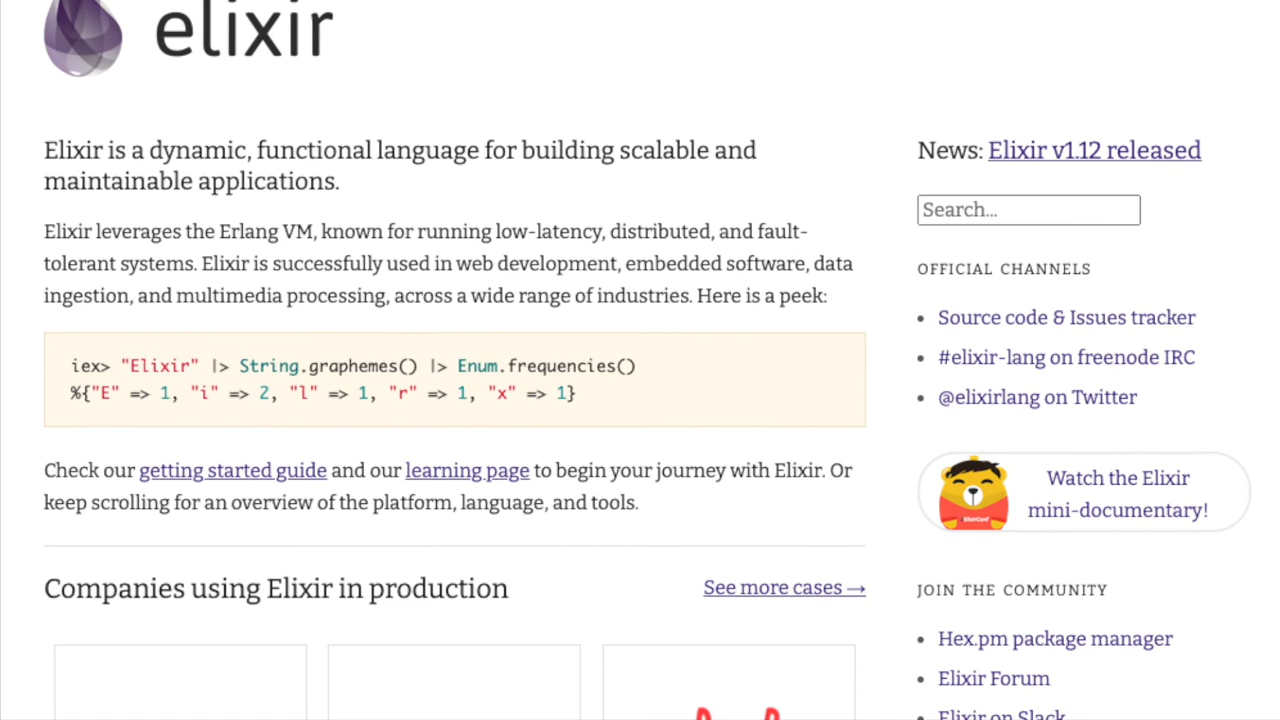 elixir
Elixir is a dynamic, functional language for building scalable and
maintainable applications.
Elixir leverages the Erlang VM, known for running low-latency, distributed, and fault-
tolerant systems. Elixir is successfully used in web development, embedded software, data
ingestion, and multimedia processing, across a wide range of industries. Here is a peek:
iex> "Elixir" |> String.graphemes() |> Enum.frequencies()
%{"E" => 1, "i" => 2, "l" => 1, "r" => 1, "x" => 1}
Check our getting started guide and our learning page to begin your journey with Elixir. Or
keep scrolling for an overview of the platform, language, and tools.
Companies using Elixir in production
See more cases →
News: Elixir v1.12 released
Search...
OFFICIAL CHANNELS
• Source code & Issues tracker
• #elixir-lang on freenode IRC
• @elixirlang on Twitter
Watch the Elixir
mini-documentary!
JOIN THE COMMUNITY
• Hex.pm package manager
• Elixir Forum
• Elixir on Slack